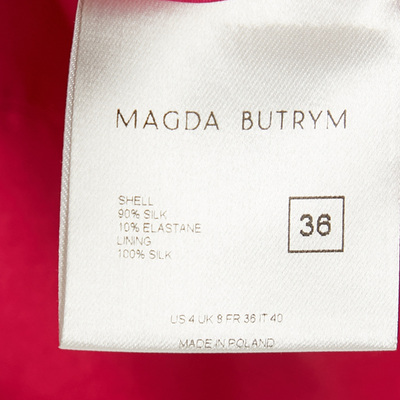 MAGDA BUTRYM
SHELL
90% SILK
10% ELASTANE
LINING
100% SILK
36
US 4 UK 8 FR 36 IT 40
MADE IN POLAND